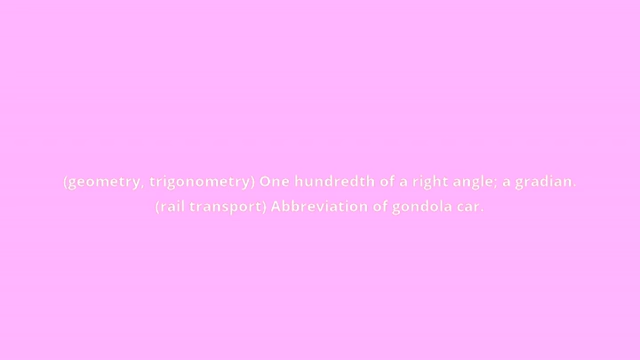 (geometry, trigonometry) One hundredth of a right angle; a gradian.
(rail transport) Abbreviation of gondola car.